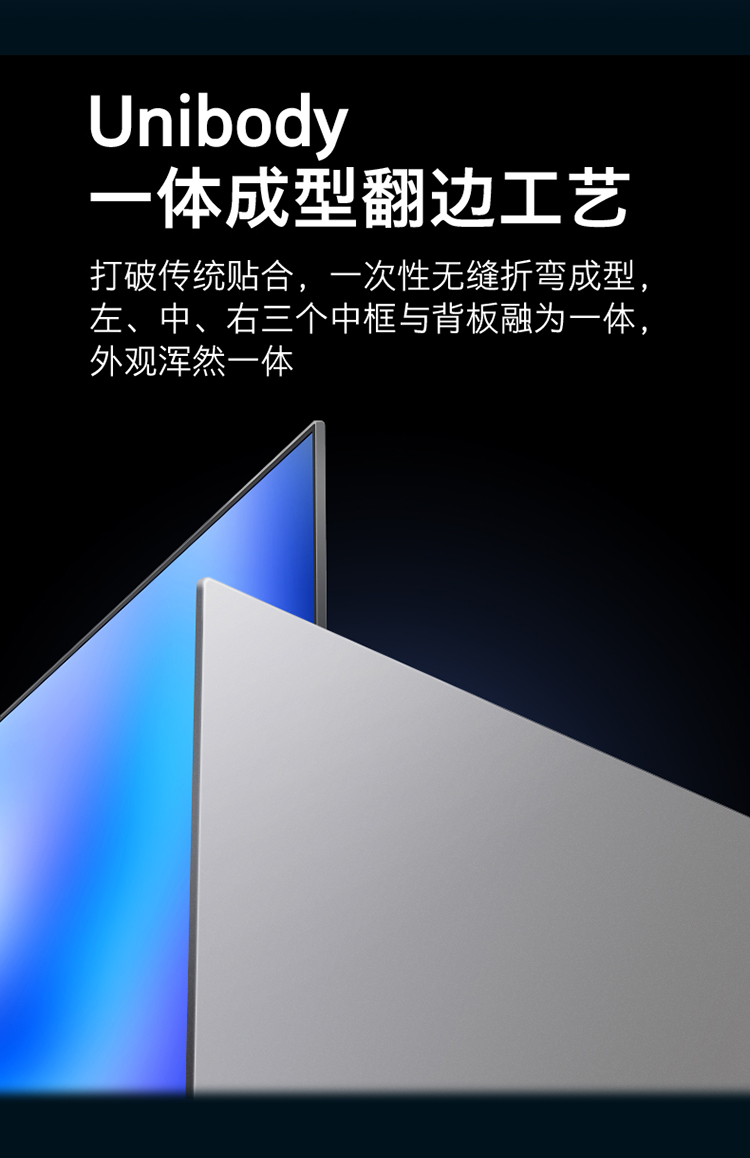 Unibody
一体成型翻边工艺
打破传统贴合，一次性无缝折弯成型，
左、中、右三个中框与背板融为一体，
外观浑然一体